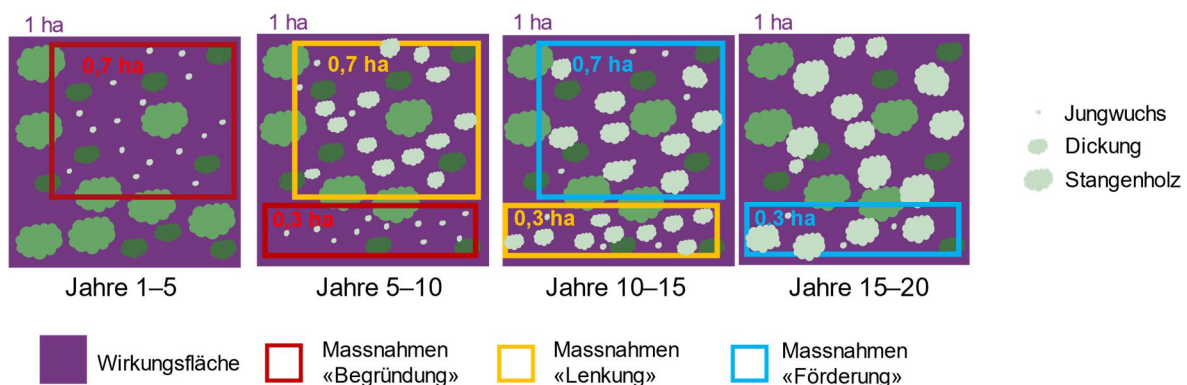 1 ha
1 ha
1 ha
1 ha
0,7 ha
0,7 ha
0,7 ha
0,3 ha
0,3 ha
0,3 ha
Jungwuchs
Dickung
Stangenholz
Jahre 1–5
Jahre 5–10
Jahre 10–15
Jahre 15–20
Wirkungsfläche
Massnahmen
«Begründung»
Massnahmen
«Lenkung»
Massnahmen
«Förderung»